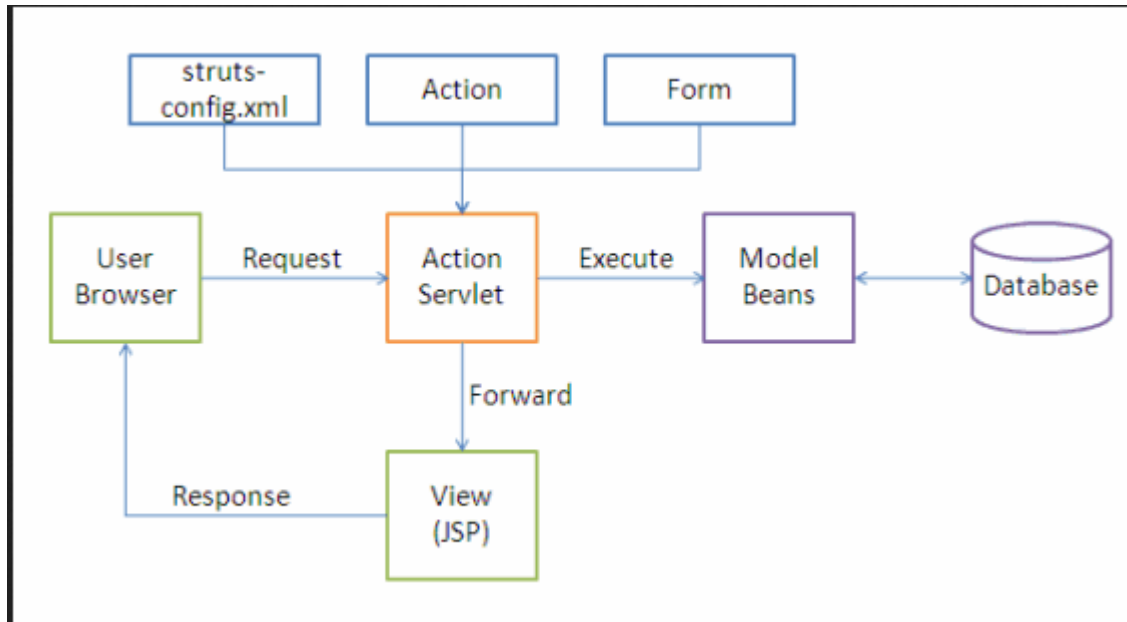 struts-
config.xml
Action
Form
User
Browser
Request
Action
Servlet
Execute
Model
Beans
Database
Forward
Response
View
(JSP)